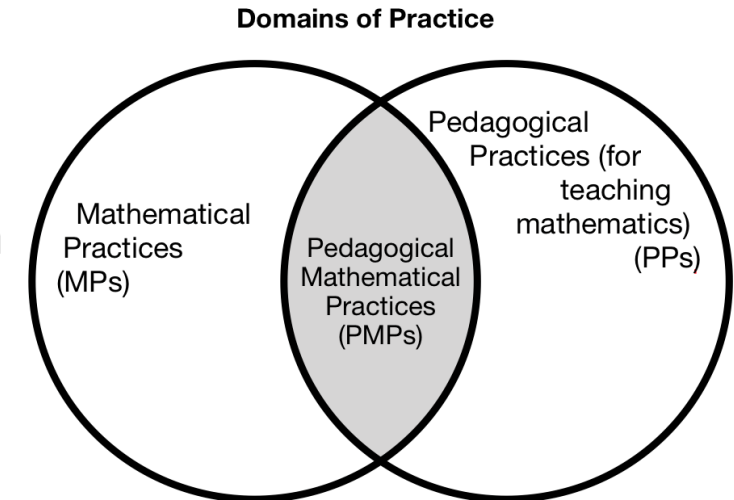 Domains of Practice
Mathematical
Practices
(MPs)
Pedagogical
Mathematical
Practices
(PMPs)
Pedagogical
Practices (for
teaching
mathematics)
(PPs)